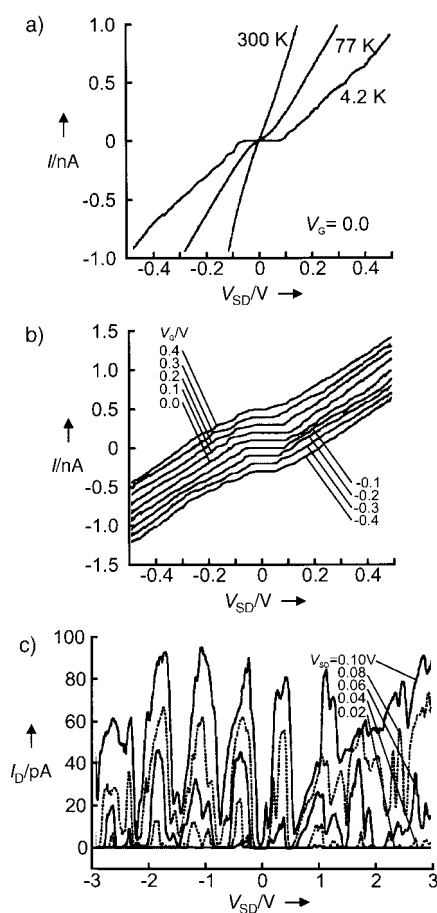 a)
1.0
0.5
0
-0.5
-1.0
I/nA
300 K
77 K
4.2 K
V_G= 0.0
-0.4 -0.2 0 0.2 0.4
V_SD/V
b)
1.5
1.0
0.5
0
-0.5
-1.0
-1.5
I/nA
V_G/V
0.4
0.3
0.2
0.1
0.0
-0.1
-0.2
-0.3
-0.4
-0.4 -0.2 0 0.2 0.4
V_SD/V
c)
100
80
60
40
20
0
I_D/pA
V_SD=0.10V
0.08
0.06
0.04
0.02
-3 -2 -1 0 1 2 3
V_SD/V